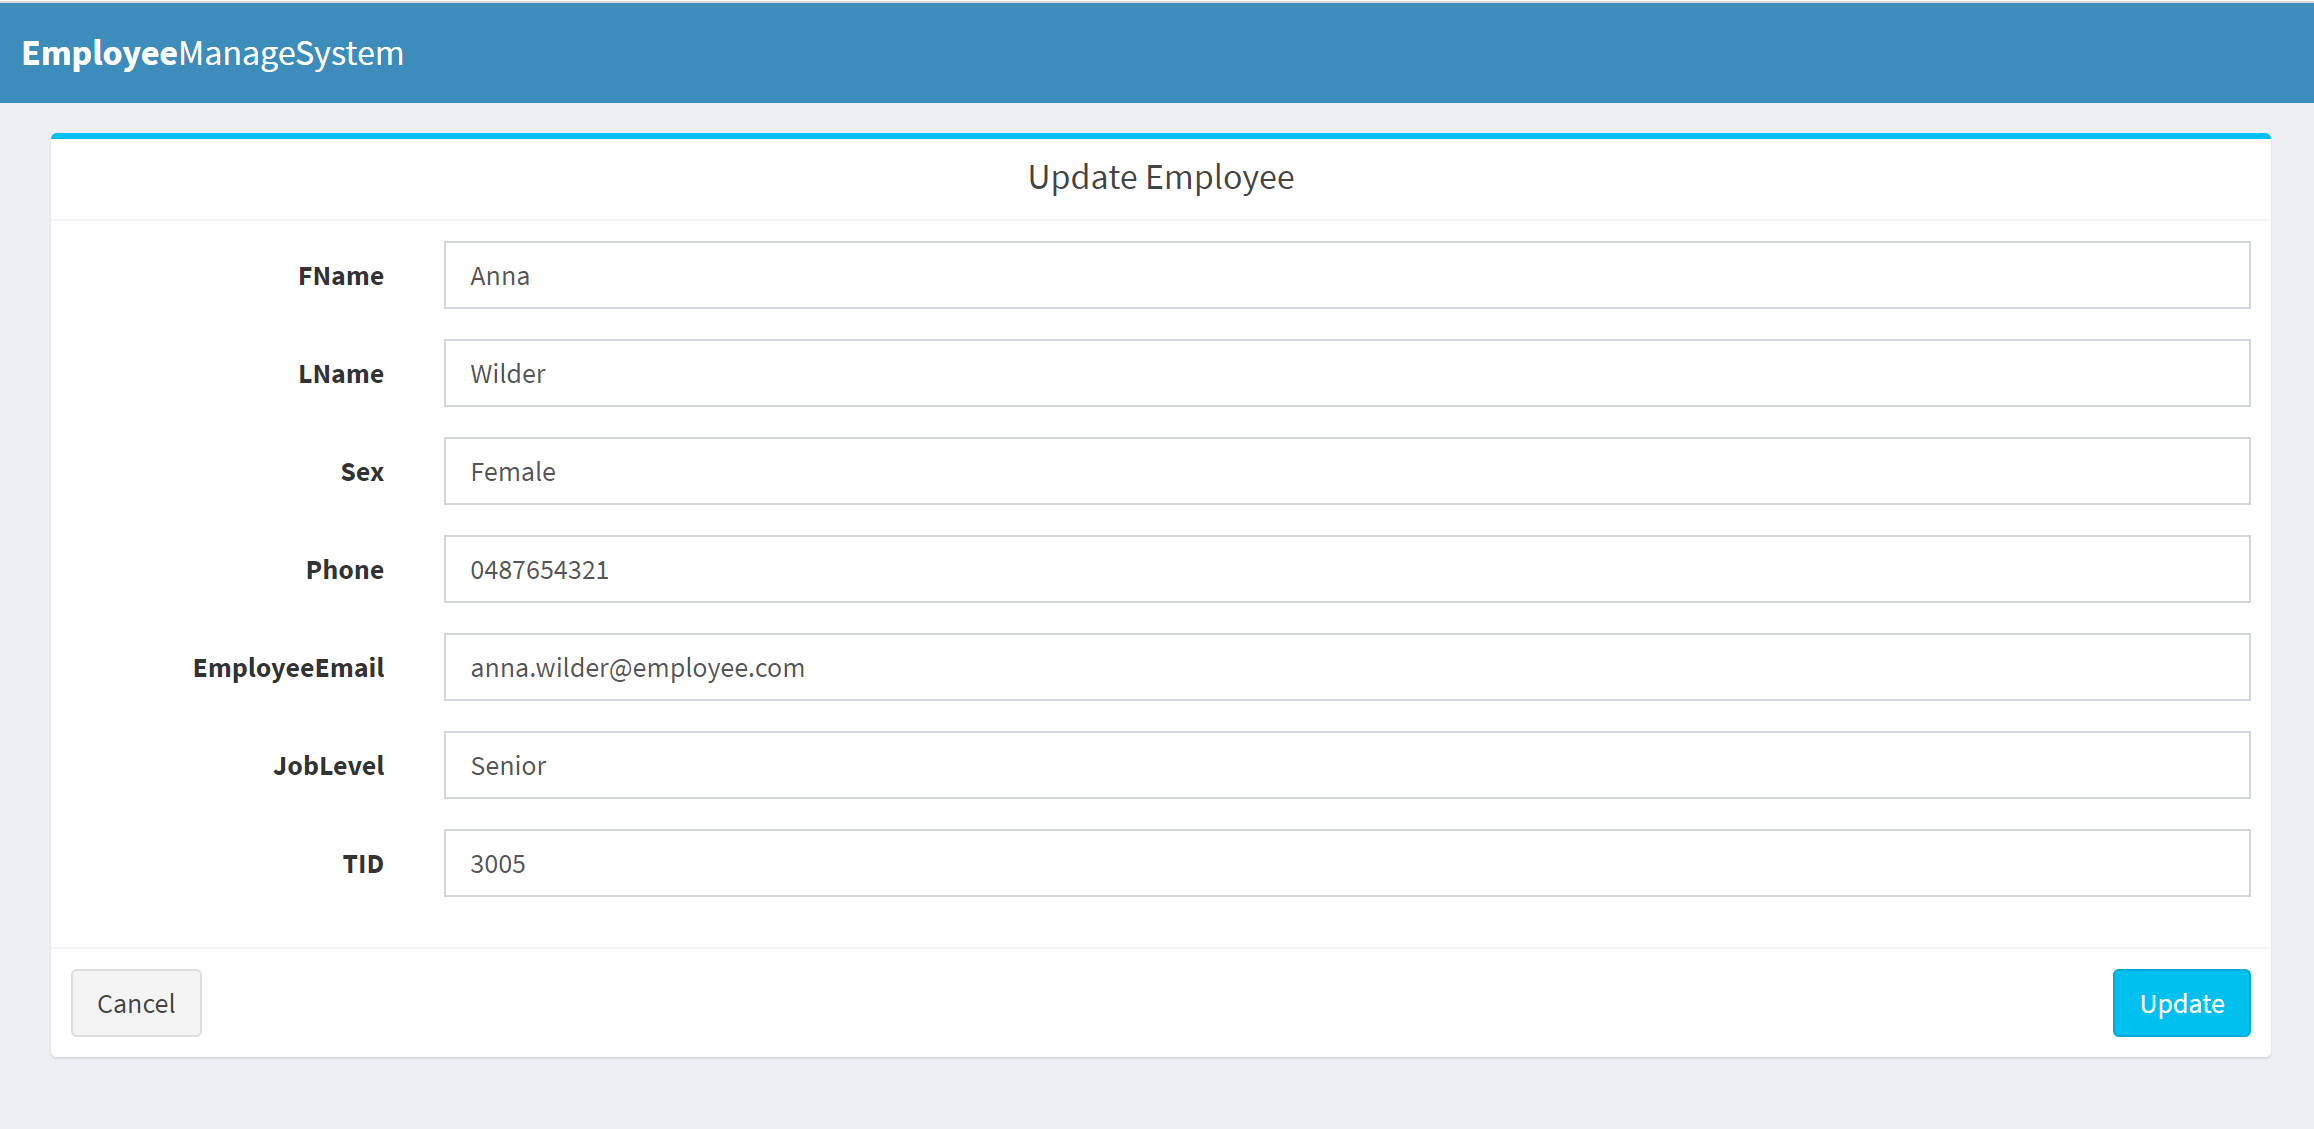 EmployeeManageSystem
Update Employee
FName Anna
LName Wilder
Sex Female
Phone 0487654321
EmployeeEmail anna.wilder@employee.com
JobLevel Senior
TID 3005
Cancel Update